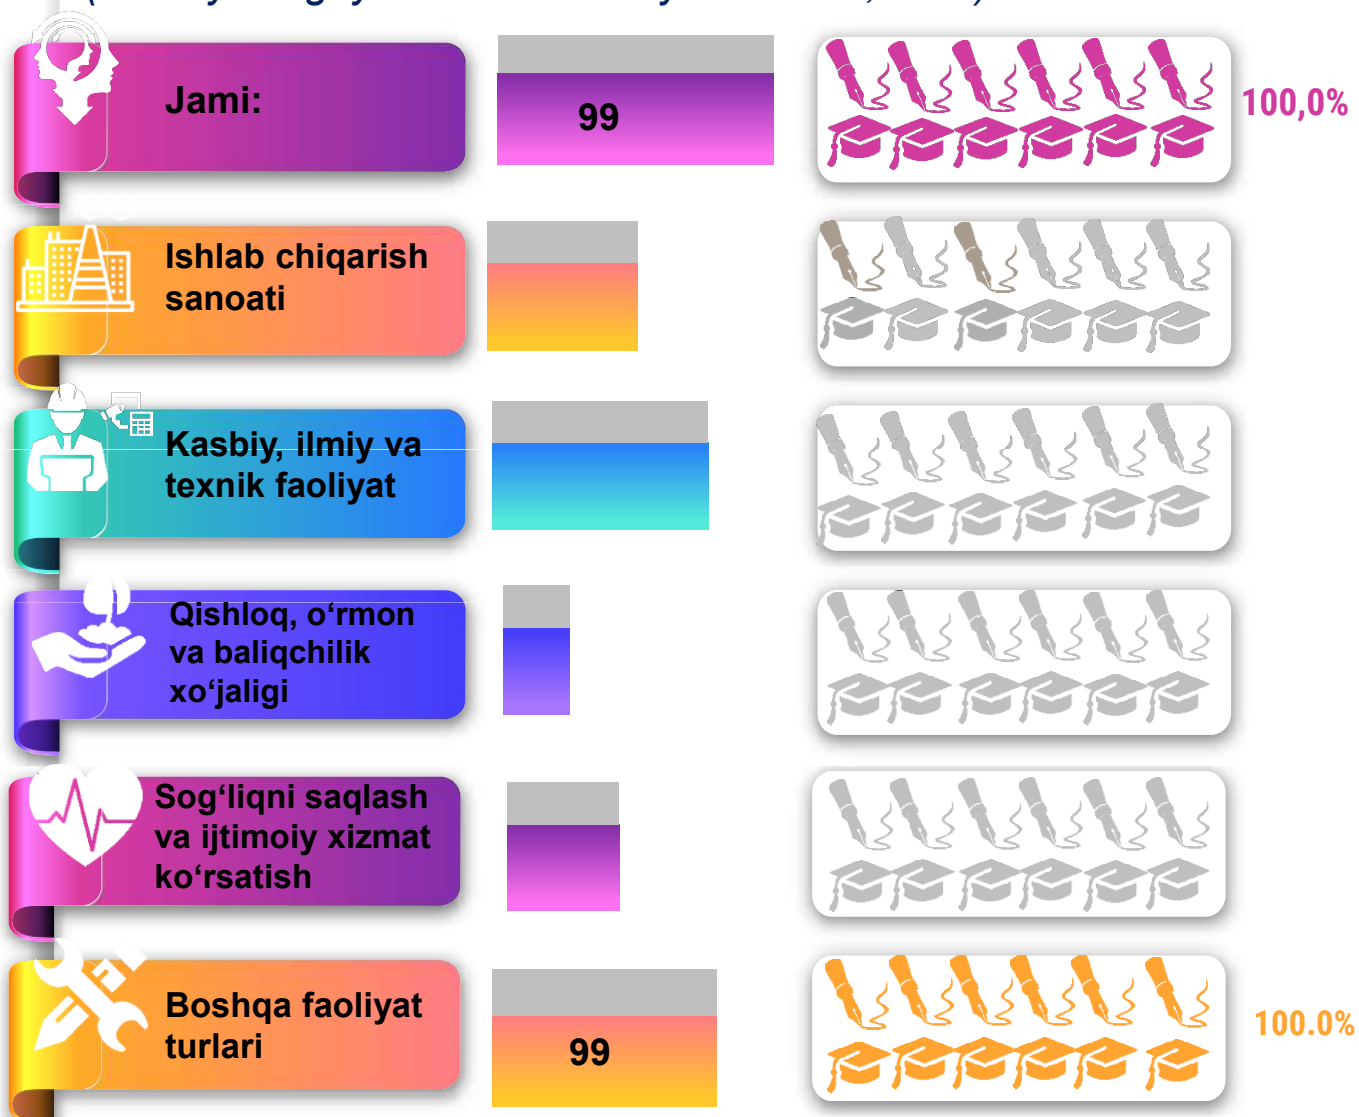 Jami:
99
100,0%
Ishlab chiqarish
sanoati
Kasbiy, ilmiy va
texnik faoliyat
Qishloq, o‘rmon
va baliqchilik
xo‘jaligi
Sog‘liqni saqlash
va ijtimoiy xizmat
ko‘rsatish
Boshqa faoliyat
turlari
99
100.0%